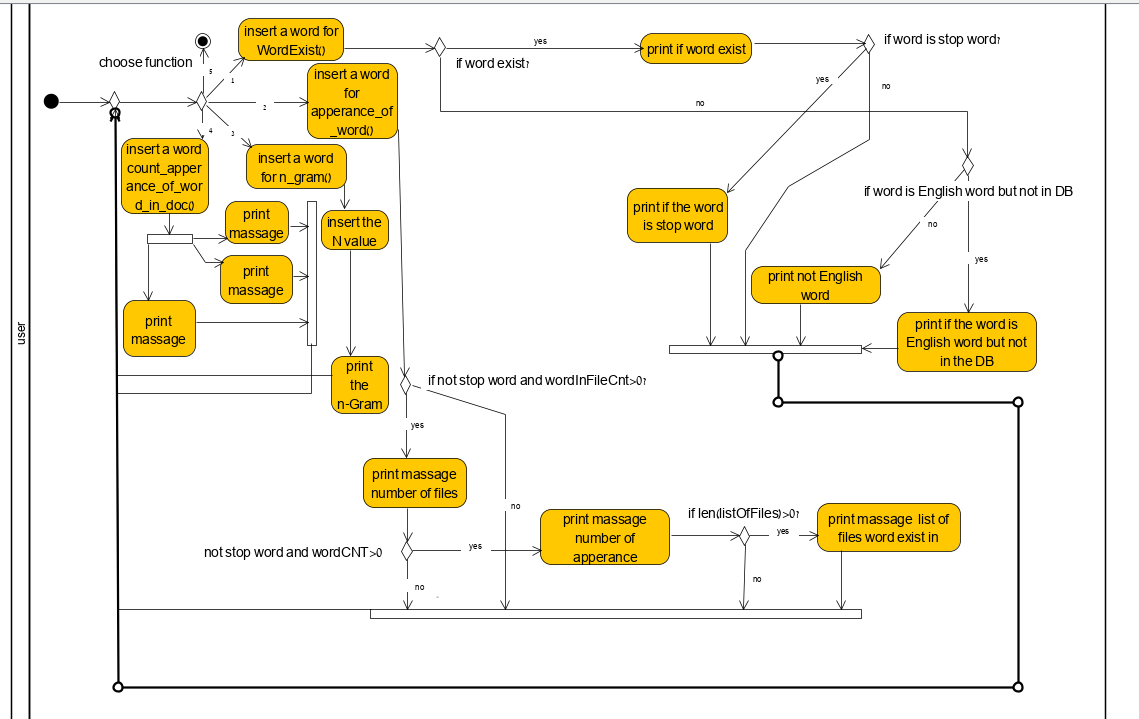 insert a word for
WordExist()
yes
print if word exist
if word is stop word?
choose function
if word exist?
5
1
insert a word
for
apperance_of
_word()
yes
no
2
no
4
3
insert a word
count_apper
ance_of_wor
d_in_doc()
insert a word
for n_gram()
if word is English word but not in DB
print
massage
insert the
N value
print if the word
is stop word
no
print
massage
yes
print not English
word
print
massage
user
print if the word is
English word but not
in the DB
print
the
n-Gram
if not stop word and wordInFileCnt>0?
yes
print massage
number of files
no
if len(listOfFiles)>0?
print massage
number of
apperance
yes
print massage list of
files word exist in
not stop word and wordCNT>0
yes
no
no